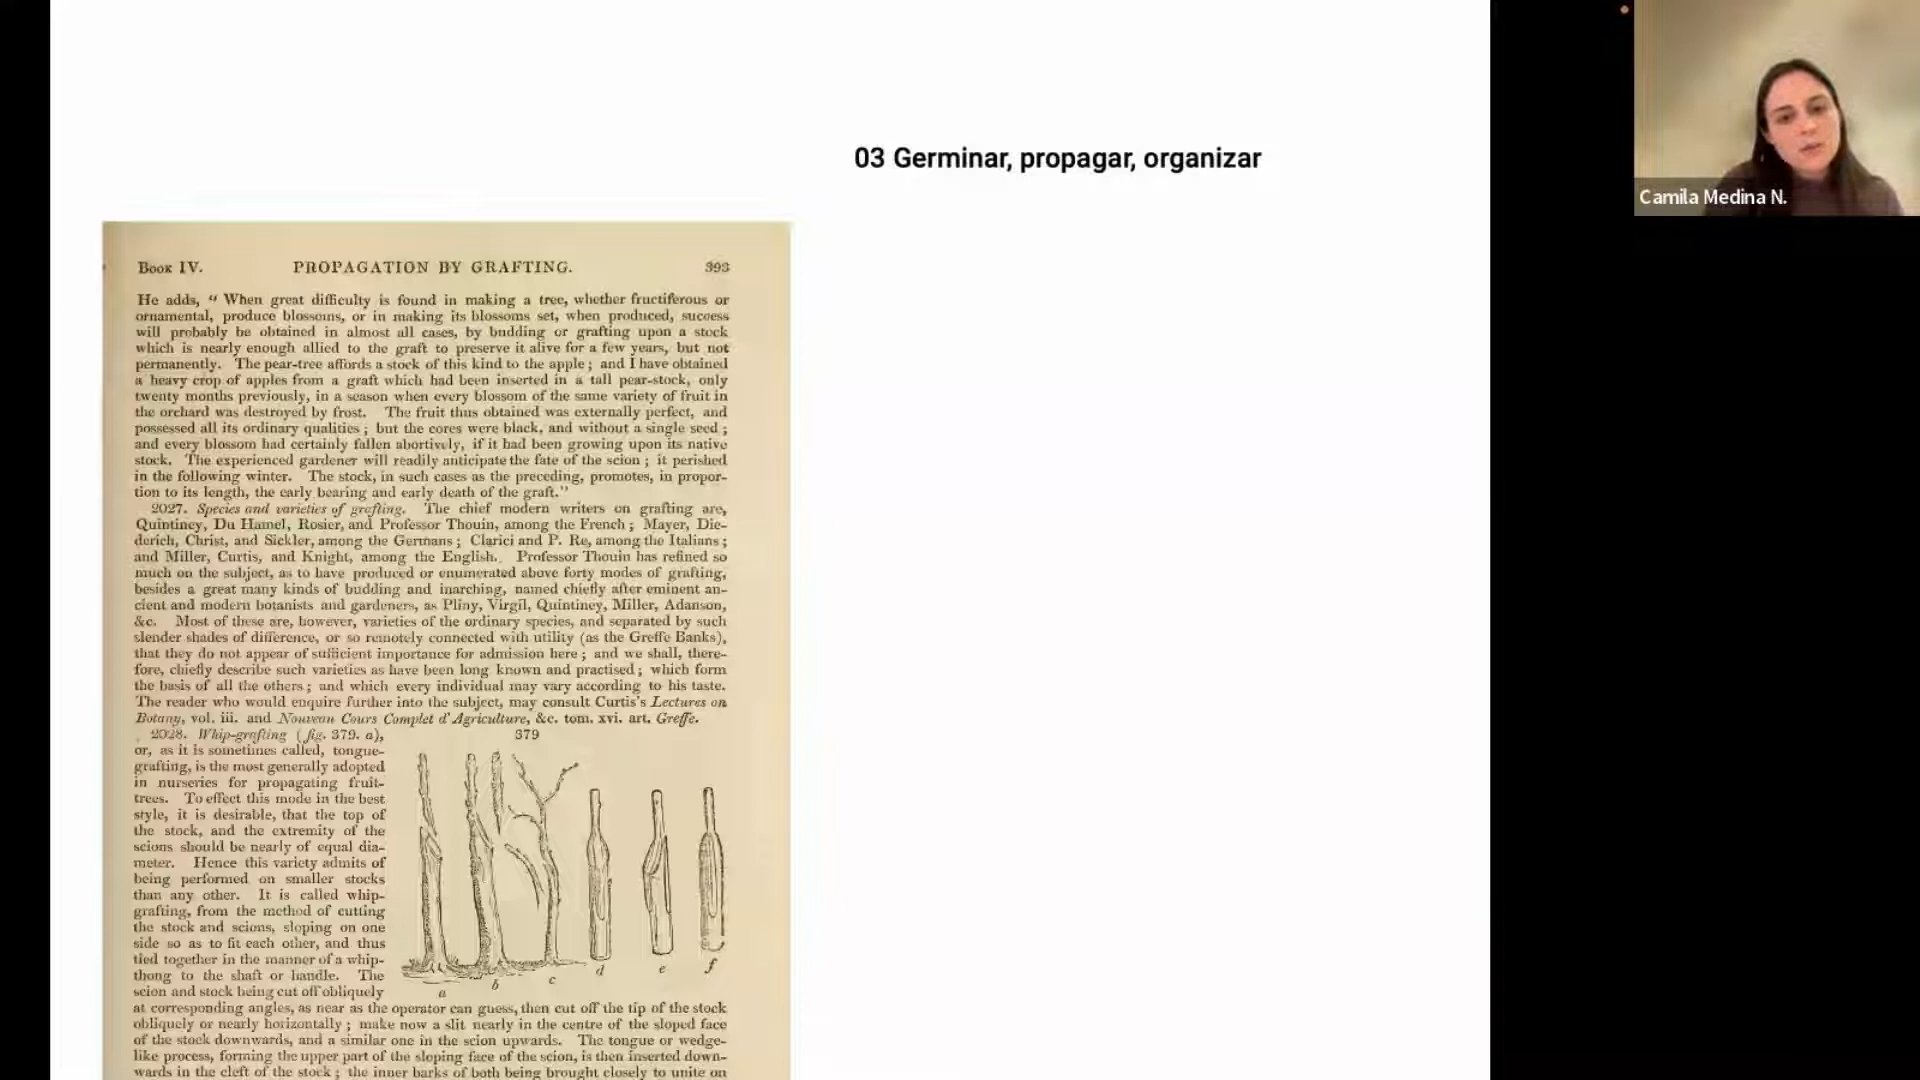 03 Germinar, propagar, organizar
Camila Medina N.
Book IV. PROPAGATION BY GRAFTING. 393
He adds, “ When great difficulty is found in making a tree, whether fructiferous or
ornamental, produce blossoms, or in making its blossoms set, when produced, success
will probably be obtained in almost all cases, by budding or grafting upon a stock
which is nearly enough allied to the graft to preserve it alive for a few years, but not
permanently. The pear-tree affords a stock of this kind to the apple ; and I have obtained
a heavy crop of apples from a graft which had been inserted in a tall pear-stock, only
twenty months previously, in a season when every blossom of the same variety of fruit in
the orchard was destroyed by frost. The fruit thus obtained was externally perfect, and
possessed all its ordinary qualities ; but the cores were black, and without a single seed ;
and every blossom had certainly fallen abortively, if it had been growing upon its native
stock. The experienced gardener will readily anticipate the fate of the scion ; it perished
in the following winter. The stock, in such cases as the preceding, promotes, in propor-
tion to its length, the early bearing and early death of the graft.”
2027. Species and varieties of grafting. The chief modern writers on grafting are,
Quintiney, Du Hamel, Rosier, and Professor Thouin, among the French ; Mayer, Die-
derich, Christ, and Sickler, among the Germans ; Clarici and P. Re, among the Italians ;
and Miller, Curtis, and Knight, among the English. Professor Thouin has refined so
much on the subject, as to have produced or enumerated above forty modes of grafting,
besides a great many kinds of budding and inarching, named chiefly after eminent an-
cient and modern botanists and gardeners, as Pliny, Virgil, Quintiney, Miller, Adanson,
&c. Most of these are, however, varieties of the ordinary species, and separated by such
slender shades of difference, or so remotely connected with utility (as the Greffe Banks),
that they do not appear of sufficient importance for admission here ; and we shall, there-
fore, chiefly describe such varieties as have been long known and practised ; which form
the basis of all the others ; and which every individual may vary according to his taste.
The reader who would enquire further into the subject, may consult Curtis's Lectures on
Botany, vol. iii. and Nouveau Cours Complet d'Agriculture, &c. tom. xvi. art. Greffe.
2028. Whip-grafting (fig. 379. a),
or, as it is sometimes called, tongue-
grafting, is the most generally adopted
in nurseries for propagating fruit-
trees. To effect this mode in the best
style, it is desirable, that the top of
the stock, and the extremity of the
scions should be nearly of equal dia-
meter. Hence this variety admits of
being performed on smaller stocks
than any other. It is called whip-
grafting, from the method of cutting
the stock and scions, sloping on one
side so as to fit each other, and thus
tied together in the manner of a whip-
thong to the shaft or handle. The
scion and stock being cut off obliquely
379
a b c d e f
at corresponding angles, as near as the operator can guess, then cut off the tip of the stock
obliquely or nearly horizontally ; make now a slit nearly in the centre of the sloped face
of the stock downwards, and a similar one in the scion upwards. The tongue or wedge-
like process, forming the upper part of the sloping face of the scion, is then inserted down-
wards in the cleft of the stock ; the inner barks of both being brought closely to unite on